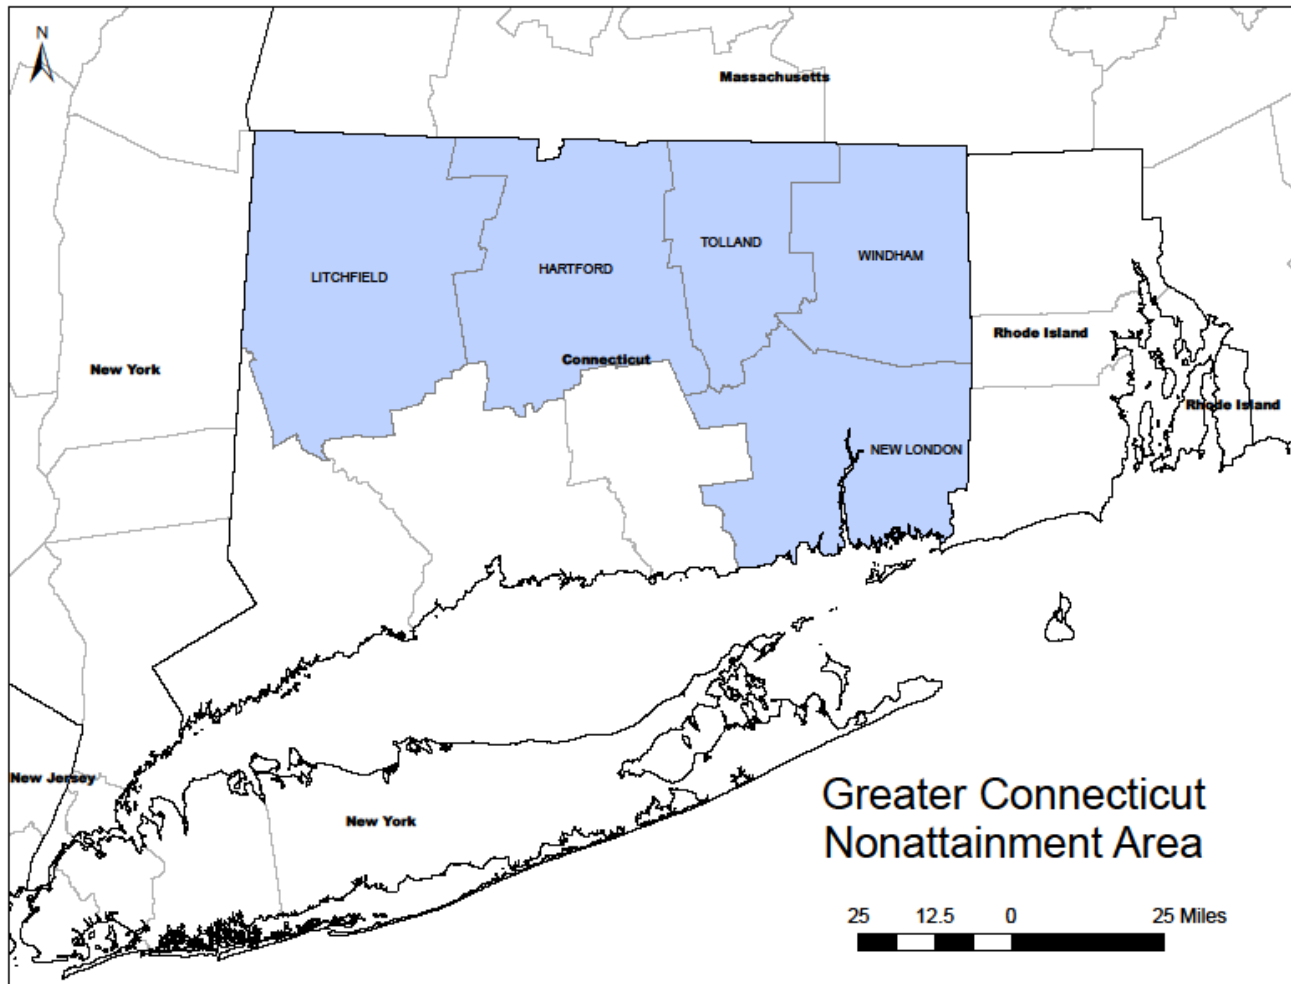 N
Massachusetts
TOLLAND
WINDHAM
HARTFORD
LITCHFIELD
Rhode Island
Connecticut
New York
Rhode Island
NEW LONDON
New Jersey
New York
Greater Connecticut
Nonattainment Area
25 12.5 0 25 Miles